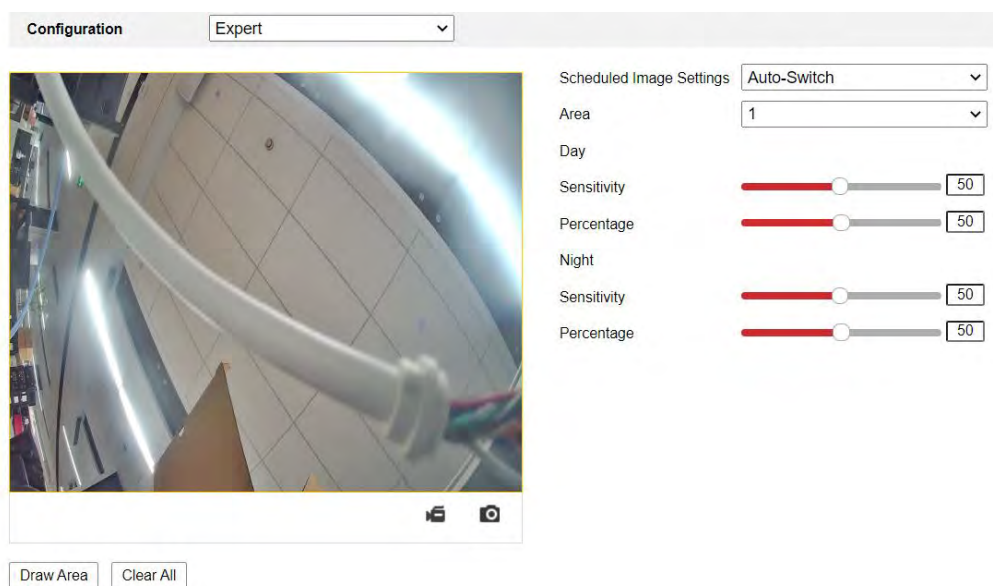 Configuration Expert
Scheduled Image Settings Auto-Switch
Area 1
Day
Sensitivity 50
Percentage 50
Night
Sensitivity 50
Percentage 50
Draw Area Clear All